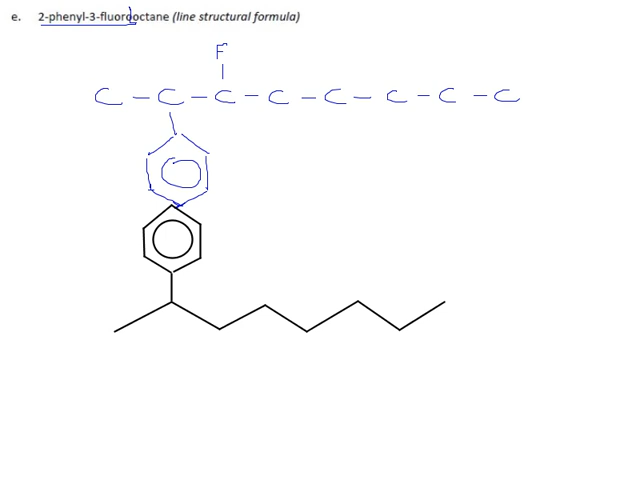 e. 2-phenyl-3-fluoroctane (line structural formula)
F
C - C - C - C - C - C - C - C